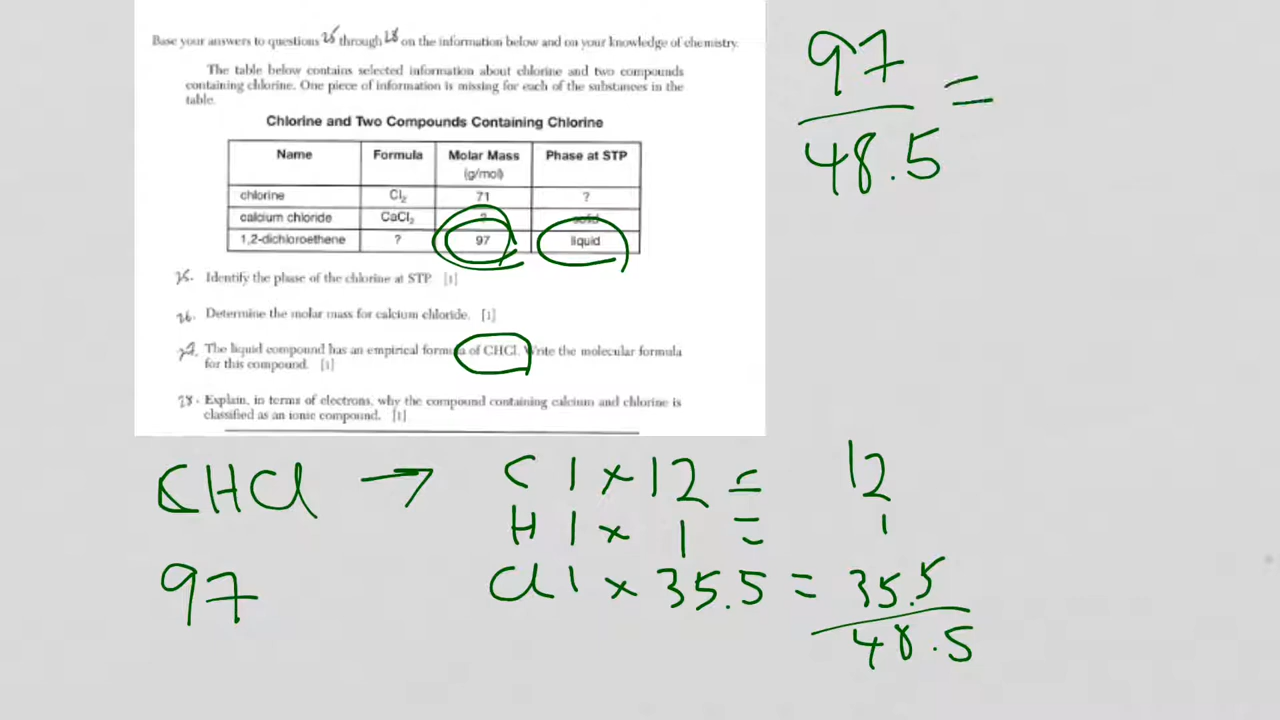 Base your answers to questions 25 through 28 on the information below and on your knowledge of chemistry.
The table below contains selected information about chlorine and two compounds
containing chlorine. One piece of information is missing for each of the substances in the
table.
Chlorine and Two Compounds Containing Chlorine
Name Formula Molar Mass (g/mol) Phase at STP
chlorine Cl₂ 71 ?
calcium chloride CaCl₂ ? solid
1,2-dichloroethene ? 97 liquid
25. Identify the phase of the chlorine at STP. [1]
26. Determine the molar mass for calcium chloride. [1]
27. The liquid compound has an empirical formula of CHCl. Write the molecular formula
for this compound. [1]
28. Explain, in terms of electrons, why the compound containing calcium and chlorine is
classified as an ionic compound. [1]
97
48.5 =
CHCl → C 1 x 12 = 12
H 1 x 1 = 1
97 Cl 1 x 35.5 = 35.5
48.5